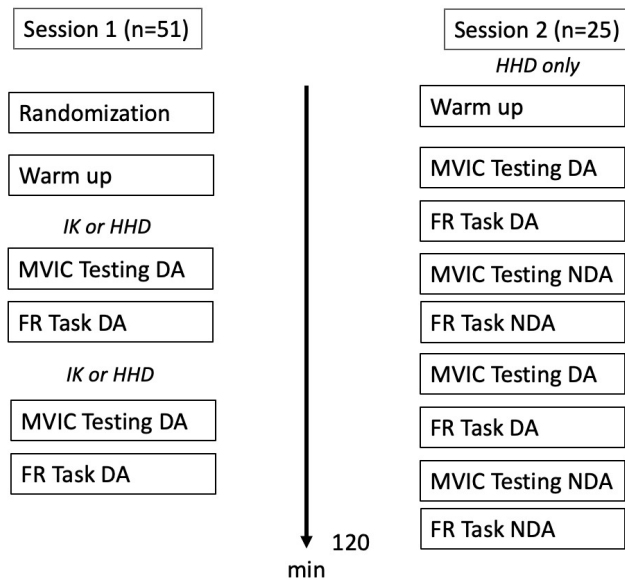 Session 1 (n=51)
Randomization
Warm up
IK or HHD
MVIC Testing DA
FR Task DA
IK or HHD
MVIC Testing DA
FR Task DA
120
min
Session 2 (n=25)
HHD only
Warm up
MVIC Testing DA
FR Task DA
MVIC Testing NDA
FR Task NDA
MVIC Testing DA
FR Task DA
MVIC Testing NDA
FR Task NDA